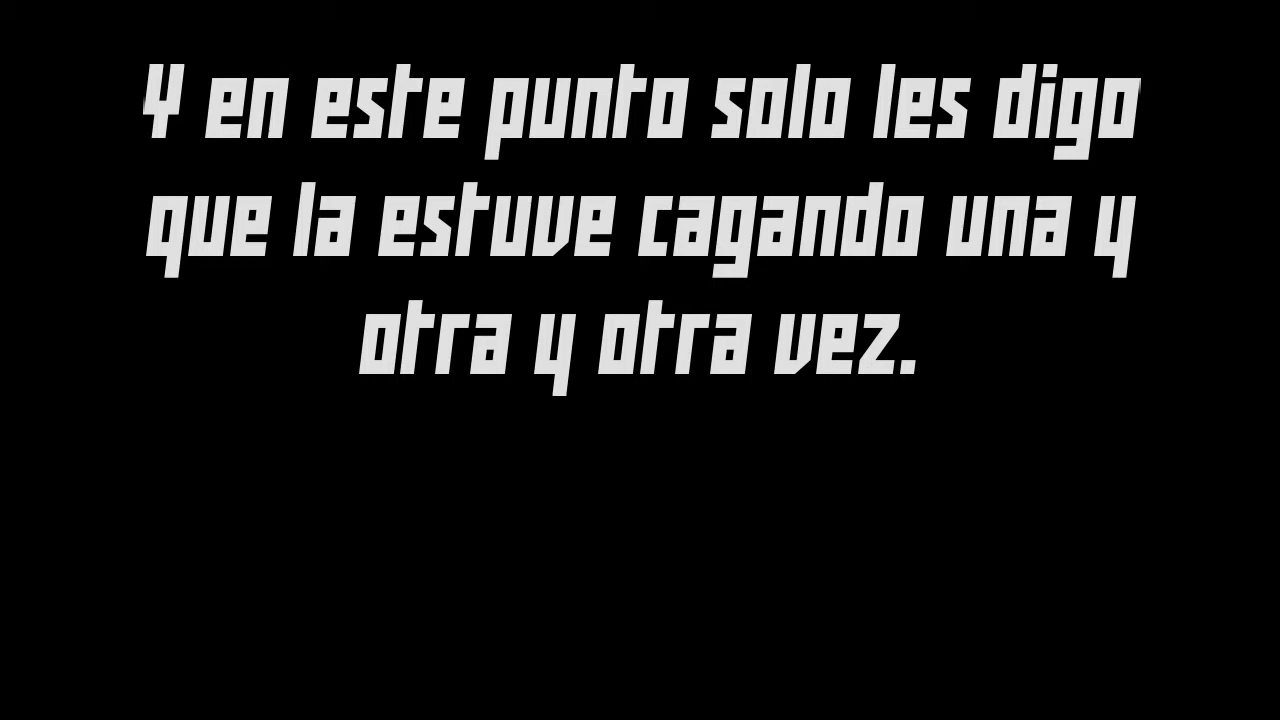 Y en este punto solo les digo
que la estuve cagando una y
otra y otra vez.